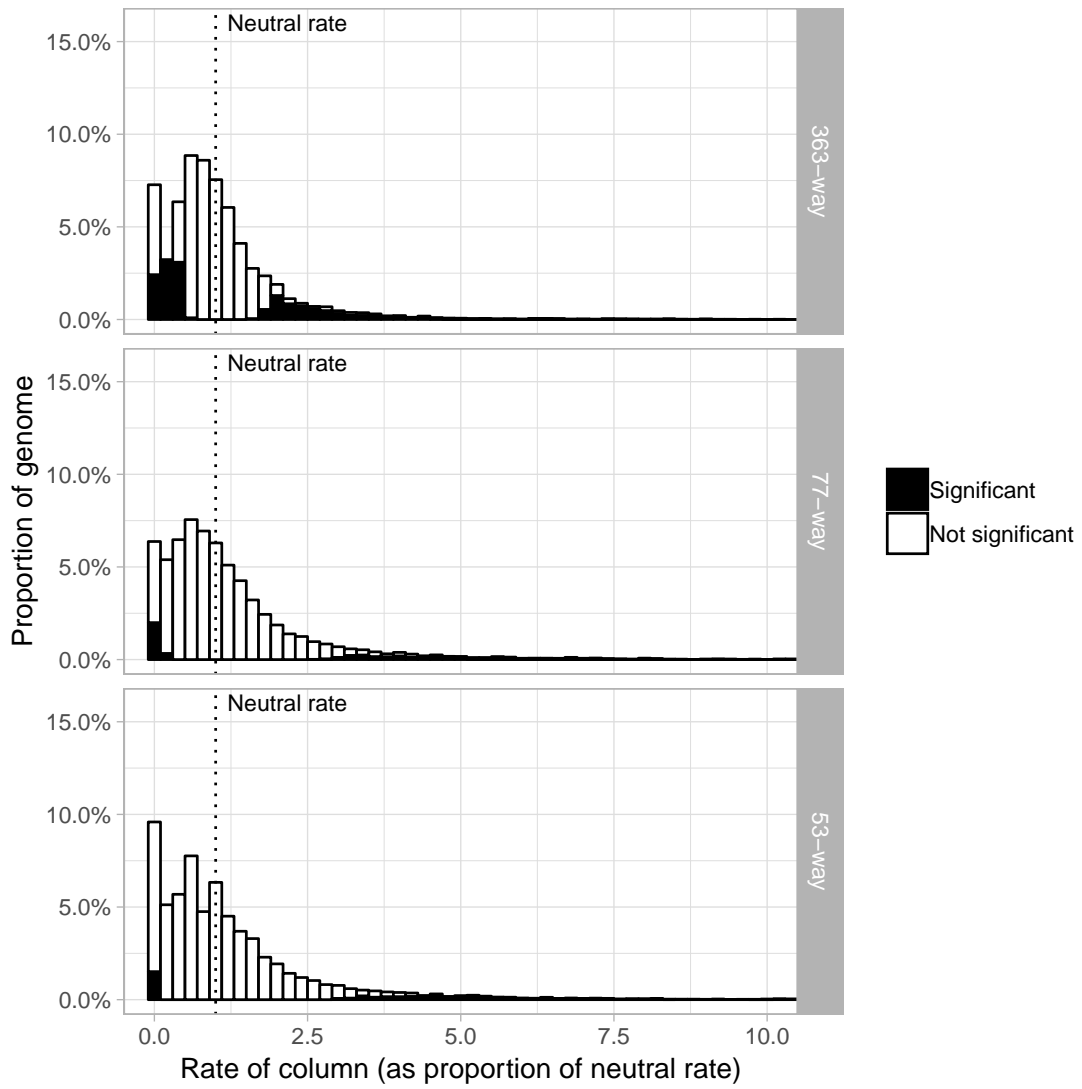 Neutral rate
15.0%
10.0%
5.0%
0.0%
363−way
Neutral rate
15.0%
10.0%
5.0%
0.0%
77−way
Neutral rate
15.0%
10.0%
5.0%
0.0%
53−way
0.0 2.5 5.0 7.5 10.0
Rate of column (as proportion of neutral rate)
Proportion of genome
Significant
Not significant